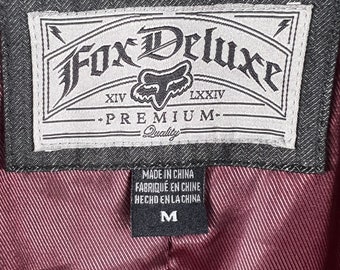 Fox Deluxe
XIV LXXIV
- PREMIUM -
Quality
MADE IN CHINA
FABRIQUÉ EN CHINE
HECHO EN LA CHINA
M